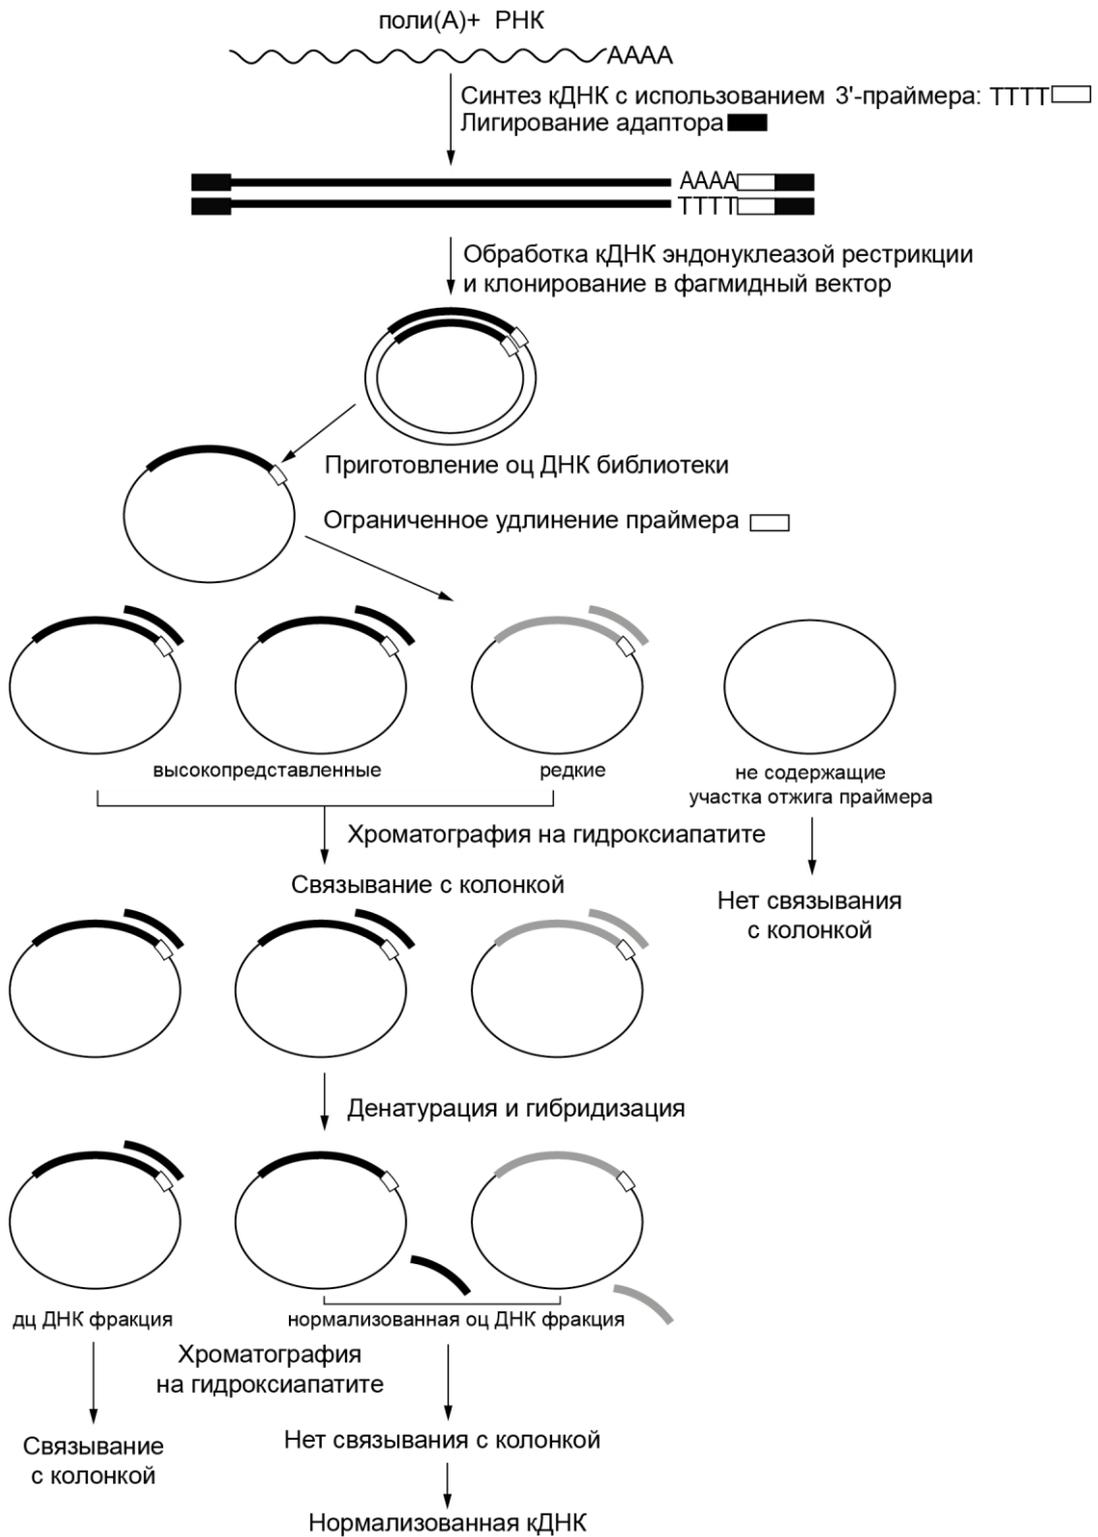 поли(А)+ РНК
АААА
Синтез кДНК с использованием 3'-праймера: ТТТТ
Лигирование адаптора
АААА
ТТТТ
Обработка кДНК эндонуклеазой рестрикции
и клонирование в фагмидный вектор
Приготовление оц ДНК библиотеки
Ограниченное удлинение праймера
высокопредставленные
редкие
не содержащие
участка отжига праймера
Хроматография на гидроксиапатите
Связывание с колонкой
Нет связывания
с колонкой
Денатурация и гибридизация
дц ДНК фракция
нормализованная оц ДНК фракция
Хроматография
на гидроксиапатите
Связывание
с колонкой
Нет связывания с колонкой
Нормализованная кДНК